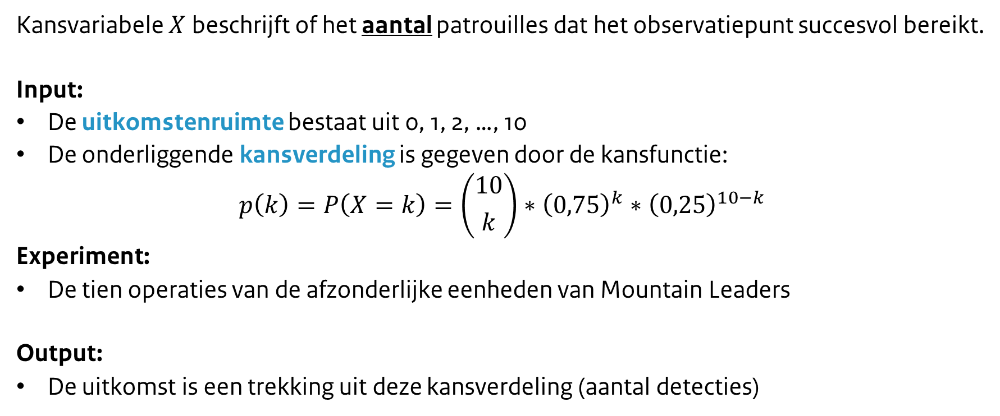 Kansvariabele X beschrijft of het aantal patrouilles dat het observatiepunt succesvol bereikt.
Input:
• De uitkomstenruimte bestaat uit 0, 1, 2, ..., 10
• De onderliggende kansverdeling is gegeven door de kansfunctie:
p(k) = P(X = k) = (10 k) * (0,75)^k * (0,25)^{10−k}
Experiment:
• De tien operaties van de afzonderlijke eenheden van Mountain Leaders
Output:
• De uitkomst is een trekking uit deze kansverdeling (aantal detecties)